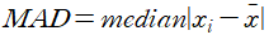 MAD = median|xᵢ − x̄|